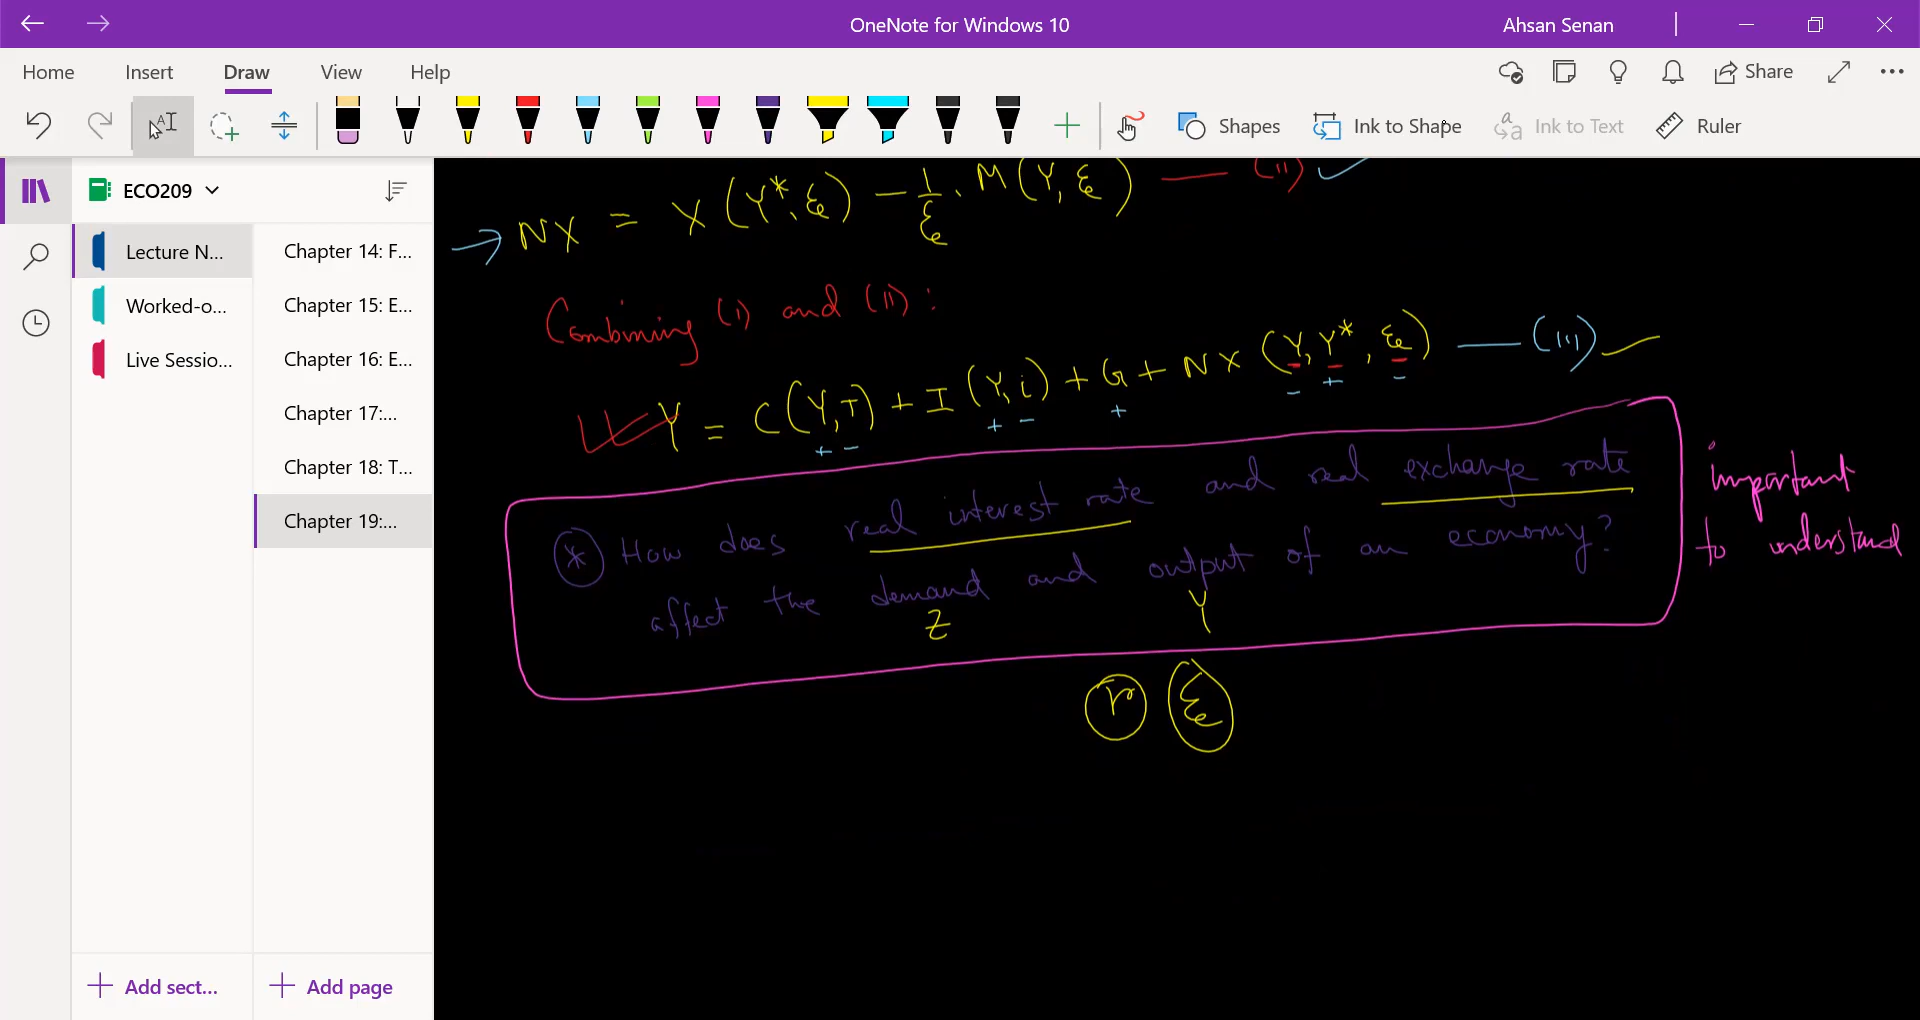 OneNote for Windows 10
Ahsan Senan
Home Insert Draw View Help
Share
Shapes Ink to Shape Ink to Text Ruler
ECO209
Lecture N...
Worked-o...
Live Sessio...
Chapter 14: F...
Chapter 15: E...
Chapter 16: E...
Chapter 17:...
Chapter 18: T...
Chapter 19:...
Add sect...
Add page
→ NX = X (Y*, ξ) − 1/ξ · M (Y, ξ) — (II) ✓
Combining (I) and (II) :
Y = C (Y, T) + I (Y, i) + G + NX (Y, Y*, ξ) — (III)
+ − + − + − + −
* How does real interest rate and real exchange rate
affect the demand and output of an economy?
Z Y
r ξ
important
to understand